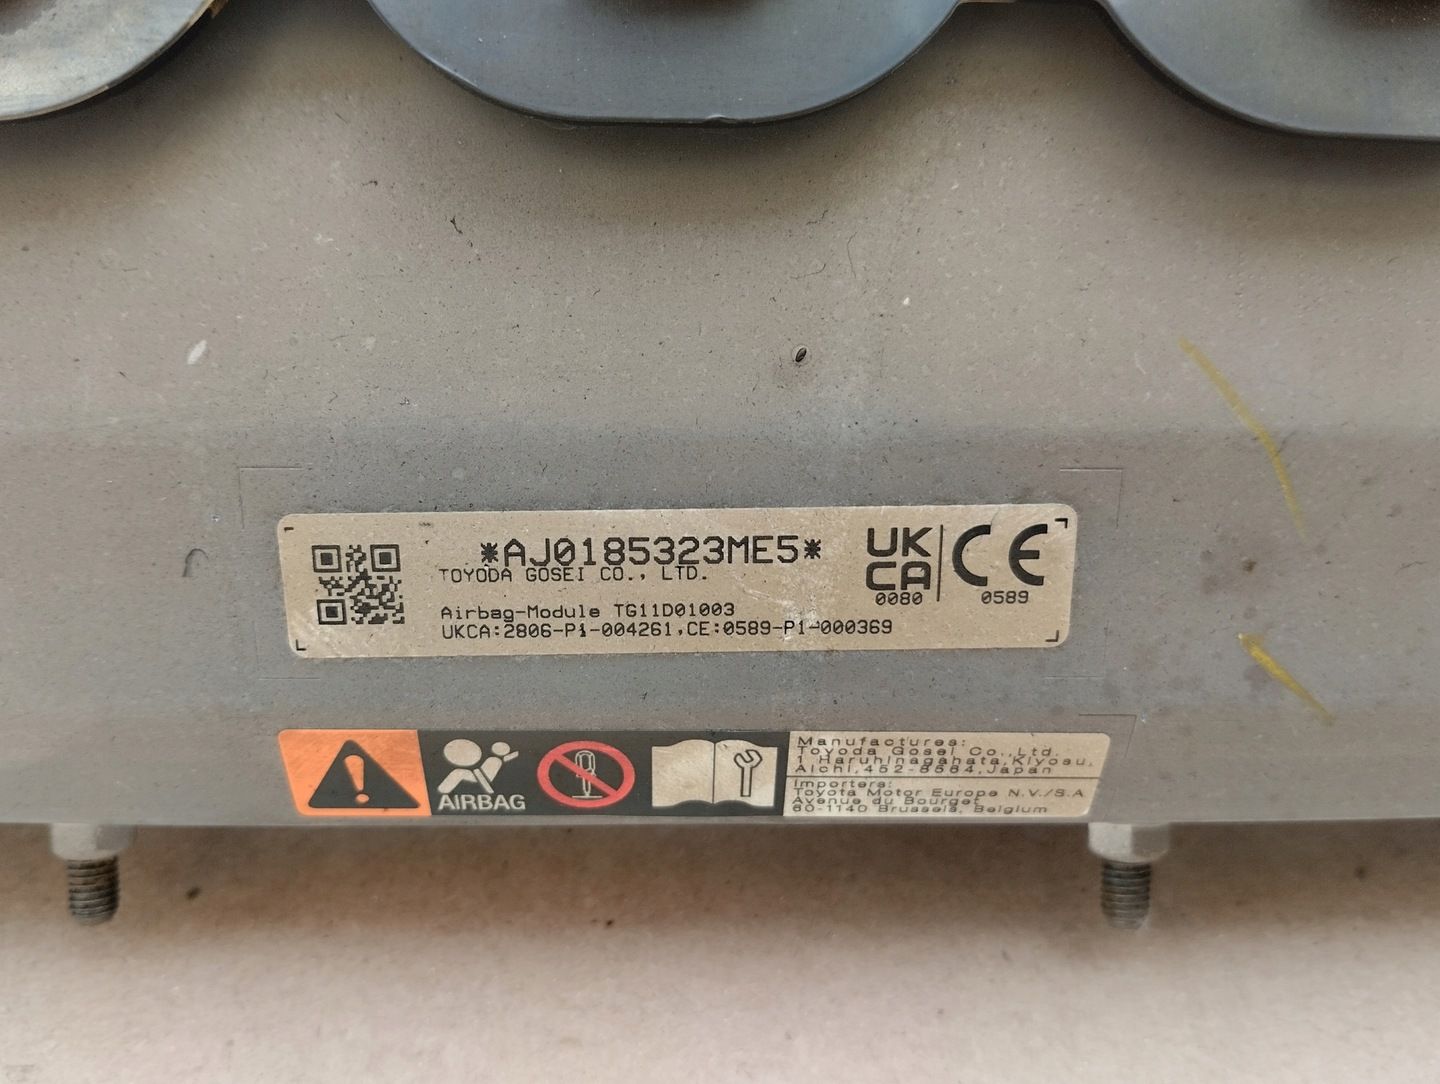 *AJ0185323ME5*
TOYODA GOSEI CO., LTD.
Airbag-Module TG11D01003
UKCA:2806-P1-004261,CE:0589-P1-000369
UK
CA
0080
CE
0589
AIRBAG
Manufactures:
Toyoda Gosei Co.,Ltd.
1 Haruhinagahata,Kiyosu,
Aichi,452-8564,Japan
Importers:
Toyota Motor Europe N.V./S.A
Avenue du Bourget
60-1140 Brussels, Belgium